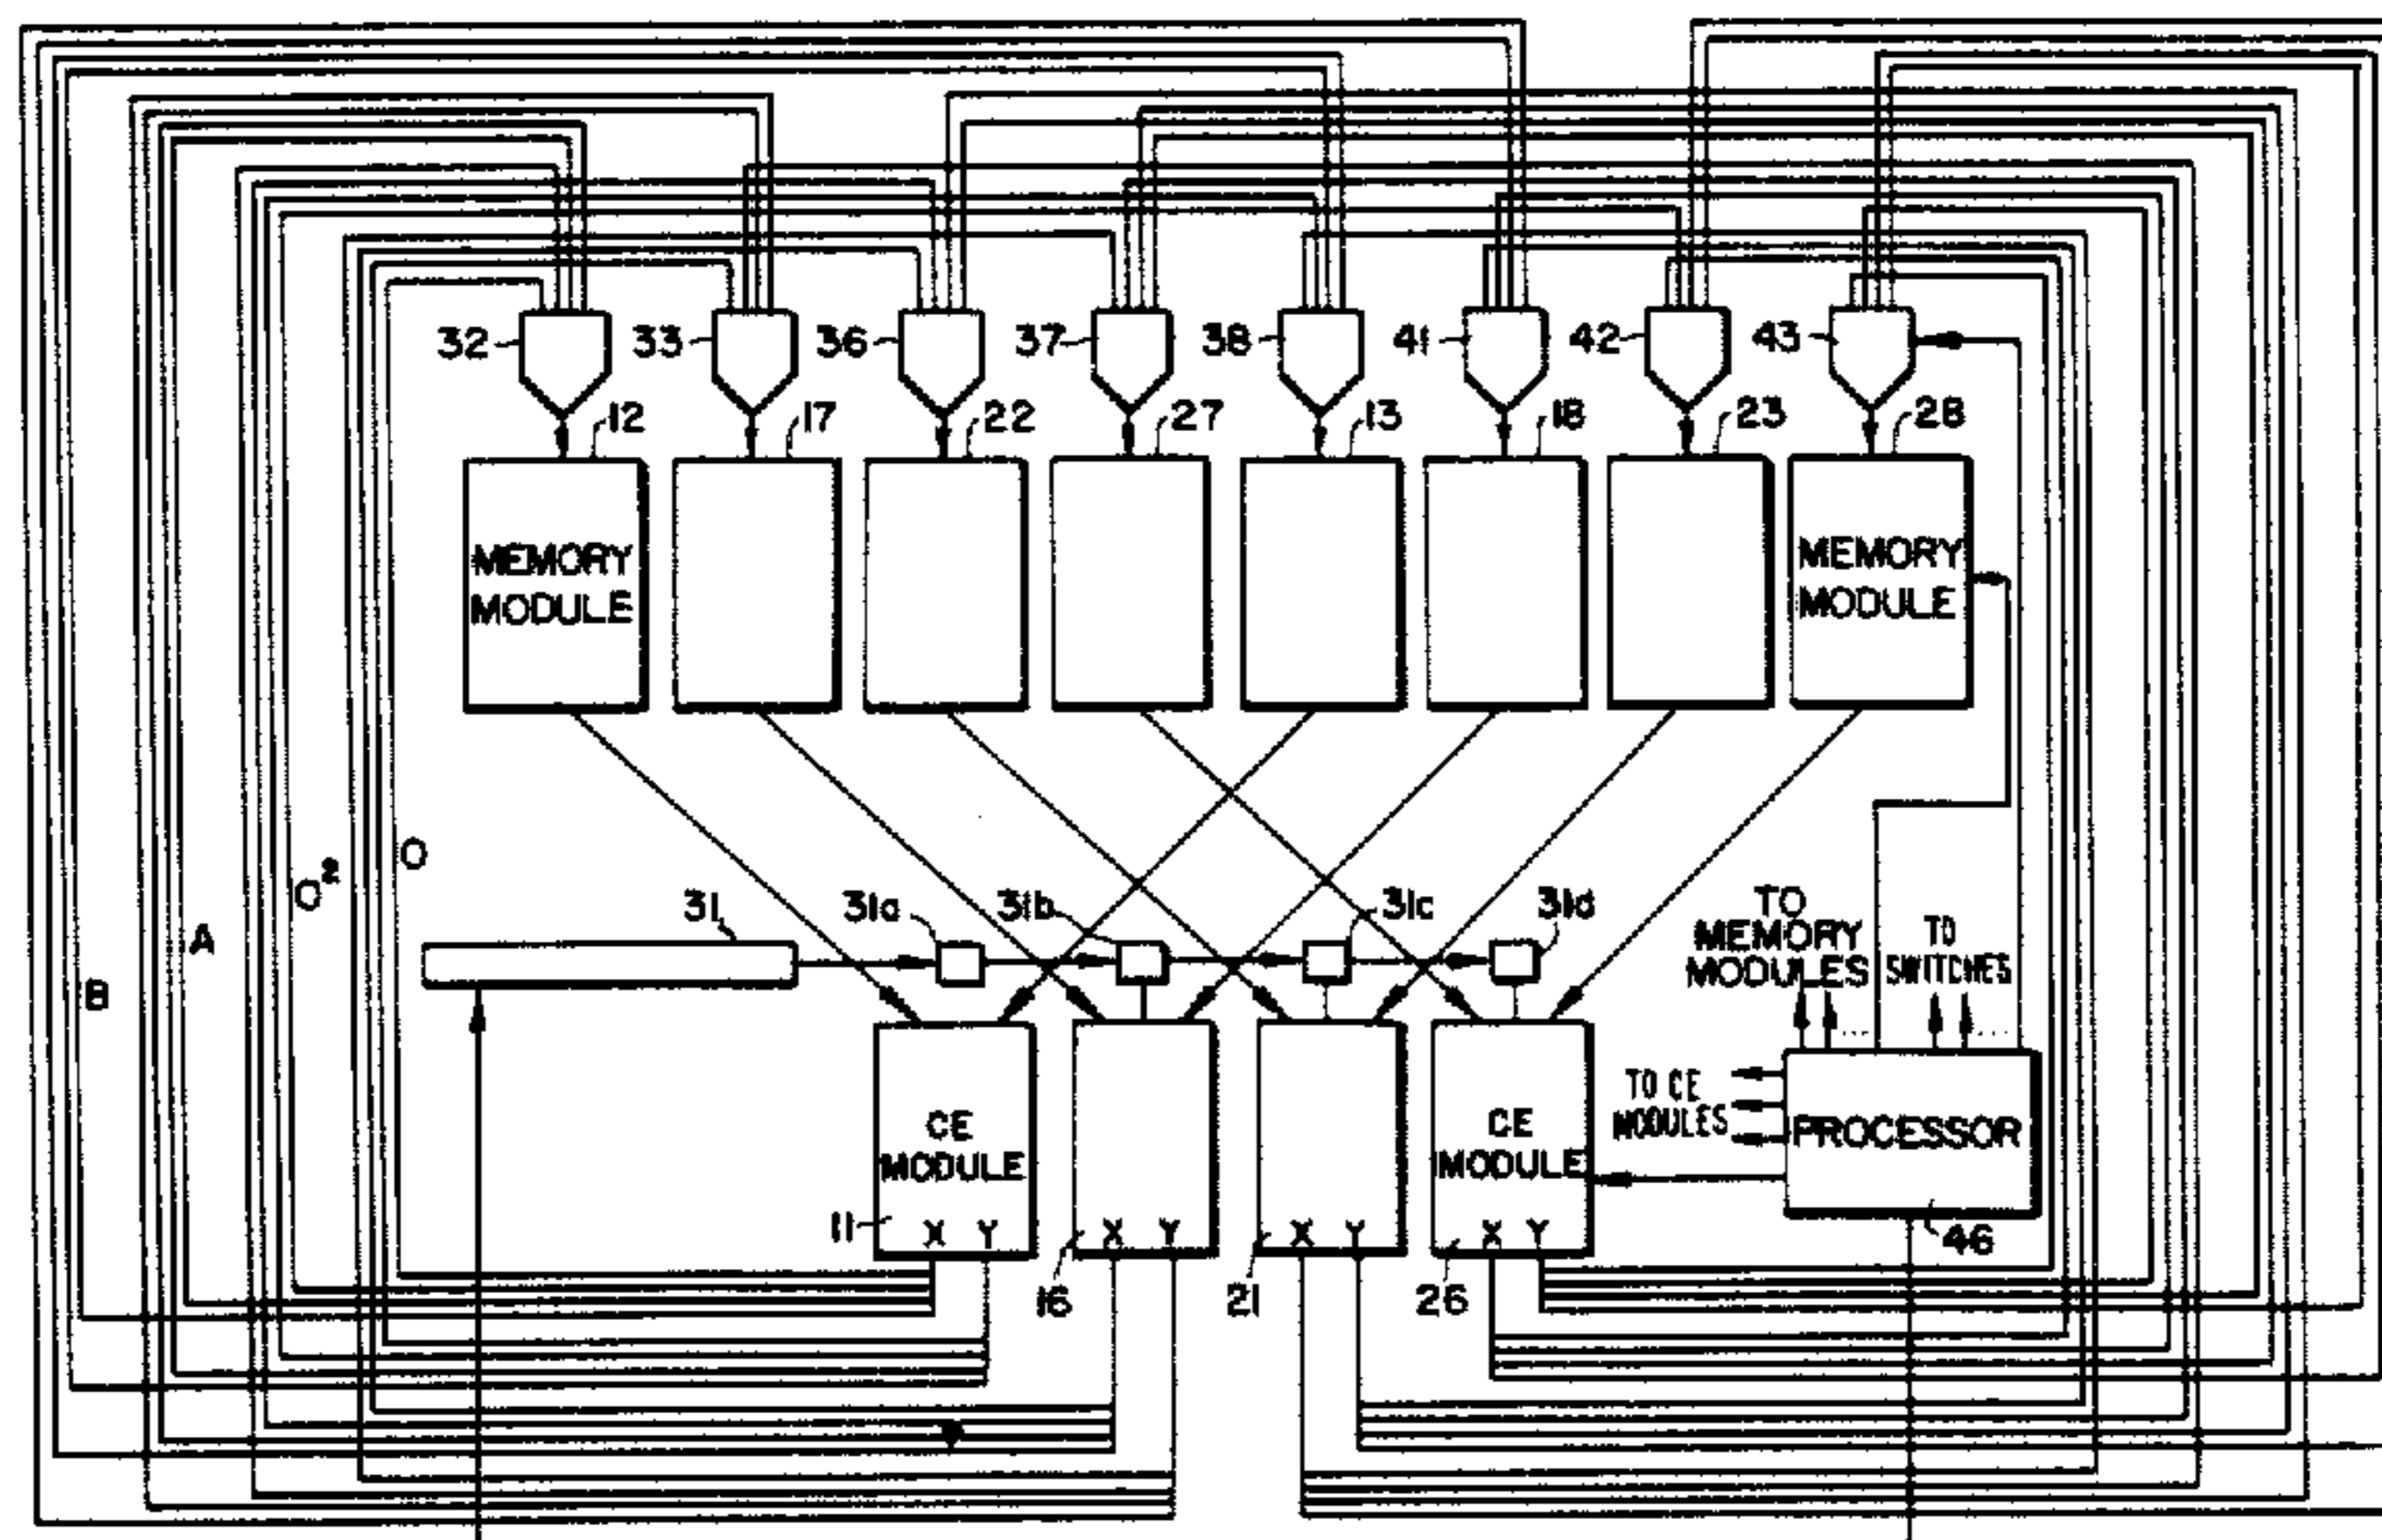 32 33 36 37 38 41 42 43
12 17 22 27 13 18 23 28
MEMORY
MODULE
MEMORY
MODULE
O
O²
A
B
31 31a 31b 31c 31d
TO
MEMORY
MODULES
TO
SWITCHES
TO CE
MODULES
PROCESSOR
46
CE
MODULE
11 X Y
16 X Y
21 X Y
CE
MODULE
26 X Y